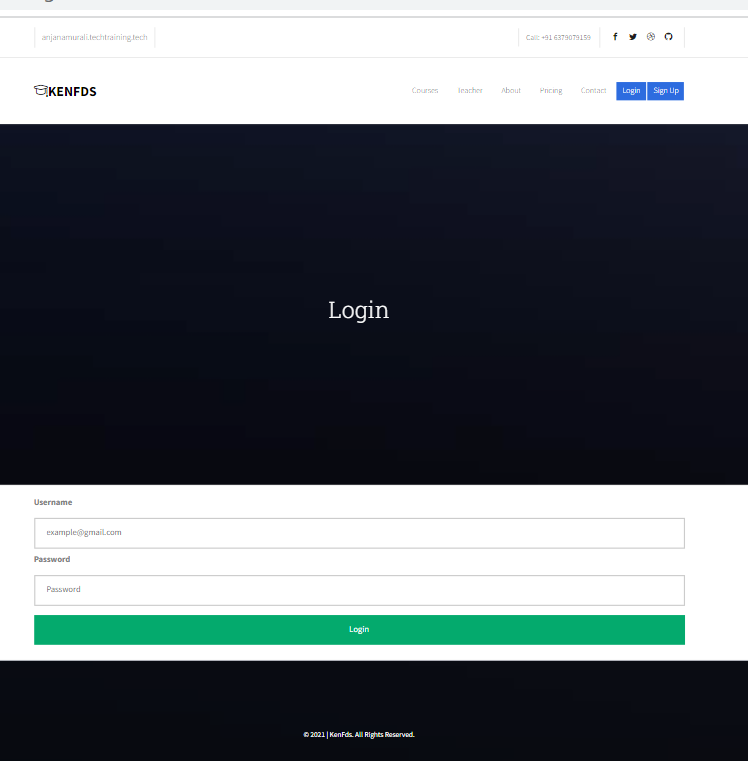 anjanamurali.techtraining.tech
Call: +91 6379079159
KENFDS
Courses Teacher About Pricing Contact Login Sign Up
Login
Username
example@gmail.com
Password
Password
Login
© 2021 | KenFds. All Rights Reserved.